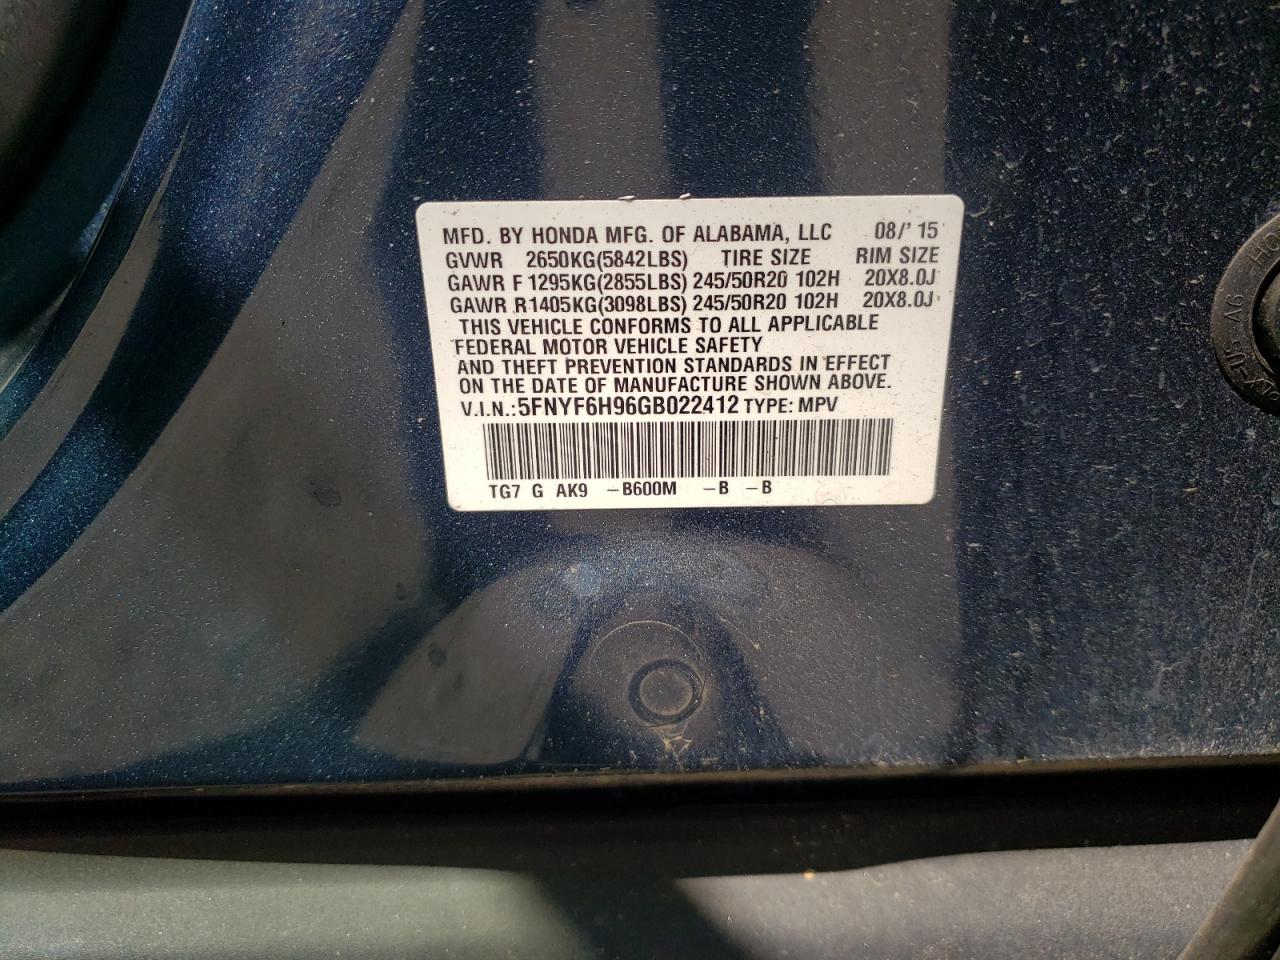 MFD. BY HONDA MFG. OF ALABAMA, LLC 08/'15
GVWR 2650KG(5842LBS) TIRE SIZE RIM SIZE
GAWR F 1295KG(2855LBS) 245/50R20 102H 20X8.0J
GAWR R1405KG(3098LBS) 245/50R20 102H 20X8.0J
THIS VEHICLE CONFORMS TO ALL APPLICABLE
FEDERAL MOTOR VEHICLE SAFETY
AND THEFT PREVENTION STANDARDS IN EFFECT
ON THE DATE OF MANUFACTURE SHOWN ABOVE.
V.I.N.:5FNYF6H96GB022412 TYPE: MPV
TG7 G AK9 -B600M -B -B
A6